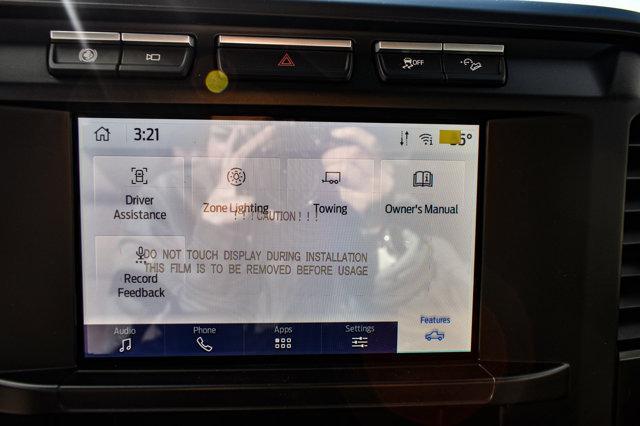 OFF
3:21
5°
Driver
Assistance
Zone Lighting
Towing
Owner's Manual
!!!CAUTION!!!
DO NOT TOUCH DISPLAY DURING INSTALLATION
THIS FILM IS TO BE REMOVED BEFORE USAGE
Record
Feedback
Audio
Phone
Apps
Settings
Features